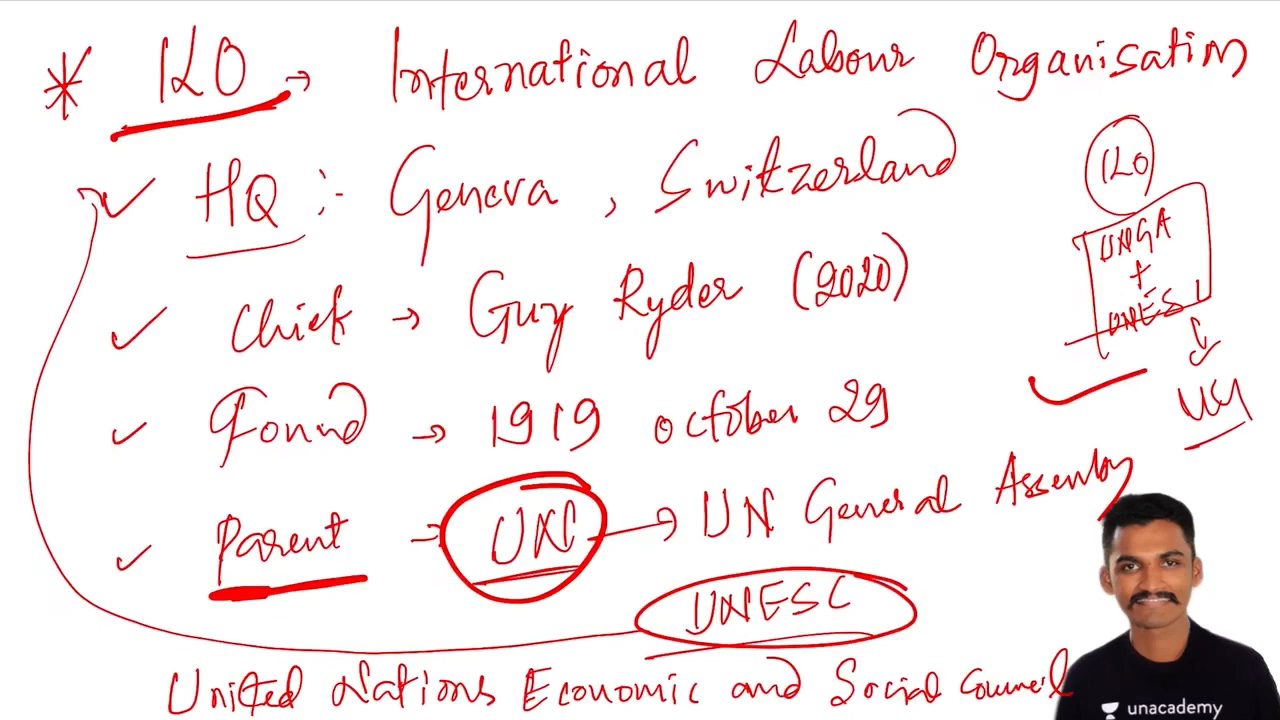 * ILO → International Labour Organisation
HQ :- Geneva, Switzerland
Chief → Guy Ryder (2020)
Found → 1919 October 29
Parent → UN → UN General Assembly
UNESC
United Nations Economic and Social Council
ILO
UNGA
+
UNESC
unacademy